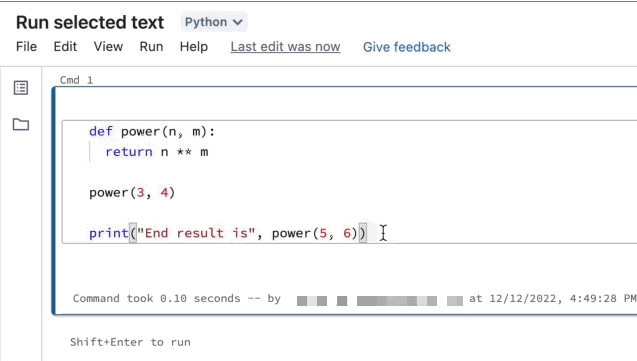 Run selected text Python
File Edit View Run Help Last edit was now Give feedback
Cmd 1
def power(n, m):
return n ** m
power(3, 4)
print("End result is", power(5, 6))
Command took 0.10 seconds -- by at 12/12/2022, 4:49:28 PM
Shift+Enter to run